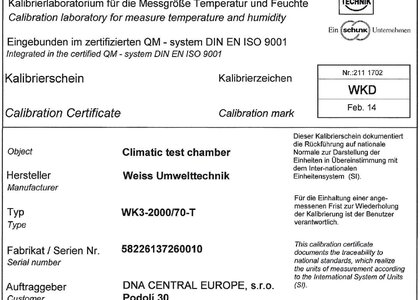 Kalibrierlaboratorium für die Messgröße Temperatur und Feuchte
Calibration laboratory for measure temperature and humidity
TECHNIK
Ein SCHUNK Unternehmen
Eingebunden im zertifizierten QM - system DIN EN ISO 9001
Integrated in the certified QM - system DIN EN ISO 9001
Kalibrierschein
Kalibrierzeichen
Nr.:211 1702
WKD
Feb. 14
Calibration Certificate
Calibration mark
Object
Climatic test chamber
Hersteller
Weiss Umwelttechnik
Manufacturer
Typ
WK3-2000/70-T
Type
Fabrikat / Serien Nr.
58226137260010
Serial number
Auftraggeber
DNA CENTRAL EUROPE, s.r.o.
Customer
Podolí 30
Dieser Kalibrierschein dokumentiert
die Rückführung auf nationale
Normale zur Darstellung der
Einheiten in Übereinstimmung mit
dem Inter-nationalen
Einheitensystem (SI).
Für die Einhaltung einer ange-
messenen Frist zur Wiederholung
der Kalibrierung ist der Benutzer
verantwortlich.
This calibration certificate
documents the traceability to
national standards, which realize
the units of measurement according
to the International System of Units
(SI).